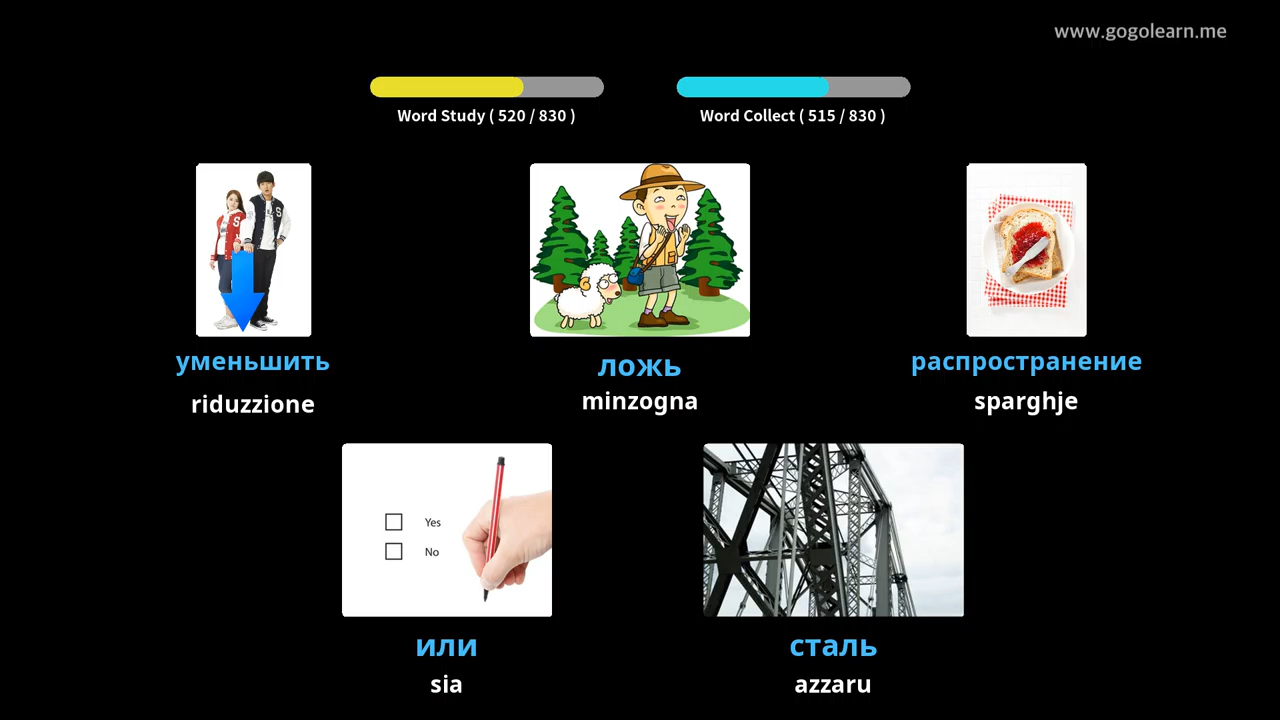 www.gogolearn.me
Word Study ( 520 / 830 )
Word Collect ( 515 / 830 )
S
S
уменьшить
riduzzione
ложь
minzogna
распространение
sparghje
Yes
No
или
sia
сталь
azzaru